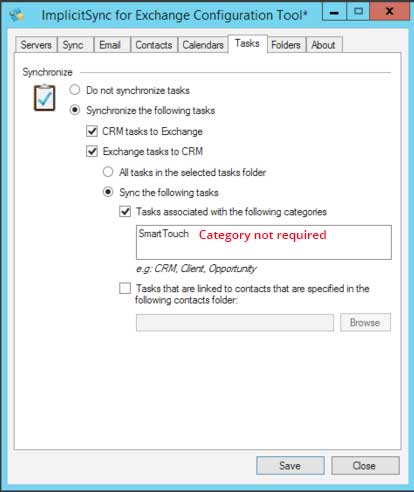 ImplicitSync for Exchange Configuration Tool*
Servers Sync Email Contacts Calendars Tasks Folders About
Synchronize
Do not synchronize tasks
Synchronize the following tasks
CRM tasks to Exchange
Exchange tasks to CRM
All tasks in the selected tasks folder
Sync the following tasks
Tasks associated with the following categories
SmartTouch Category not required
e.g: CRM, Client, Opportunity
Tasks that are linked to contacts that are specified in the
following contacts folder:
Browse
Save Close